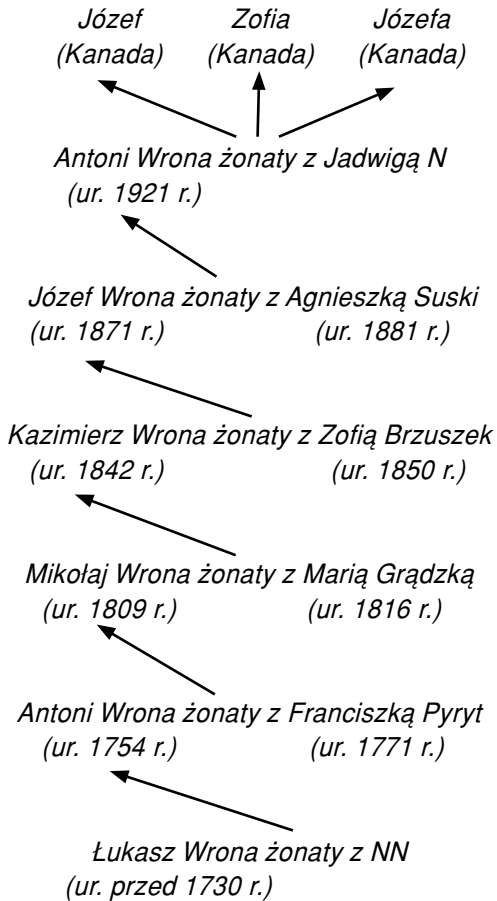 Józef Zofia Józefa
(Kanada) (Kanada) (Kanada)
Antoni Wrona żonaty z Jadwigą N
(ur. 1921 r.)
Józef Wrona żonaty z Agnieszką Suski
(ur. 1871 r.) (ur. 1881 r.)
Kazimierz Wrona żonaty z Zofią Brzuszek
(ur. 1842 r.) (ur. 1850 r.)
Mikołaj Wrona żonaty z Marią Grądzką
(ur. 1809 r.) (ur. 1816 r.)
Antoni Wrona żonaty z Franciszką Pyryt
(ur. 1754 r.) (ur. 1771 r.)
Łukasz Wrona żonaty z NN
(ur. przed 1730 r.)